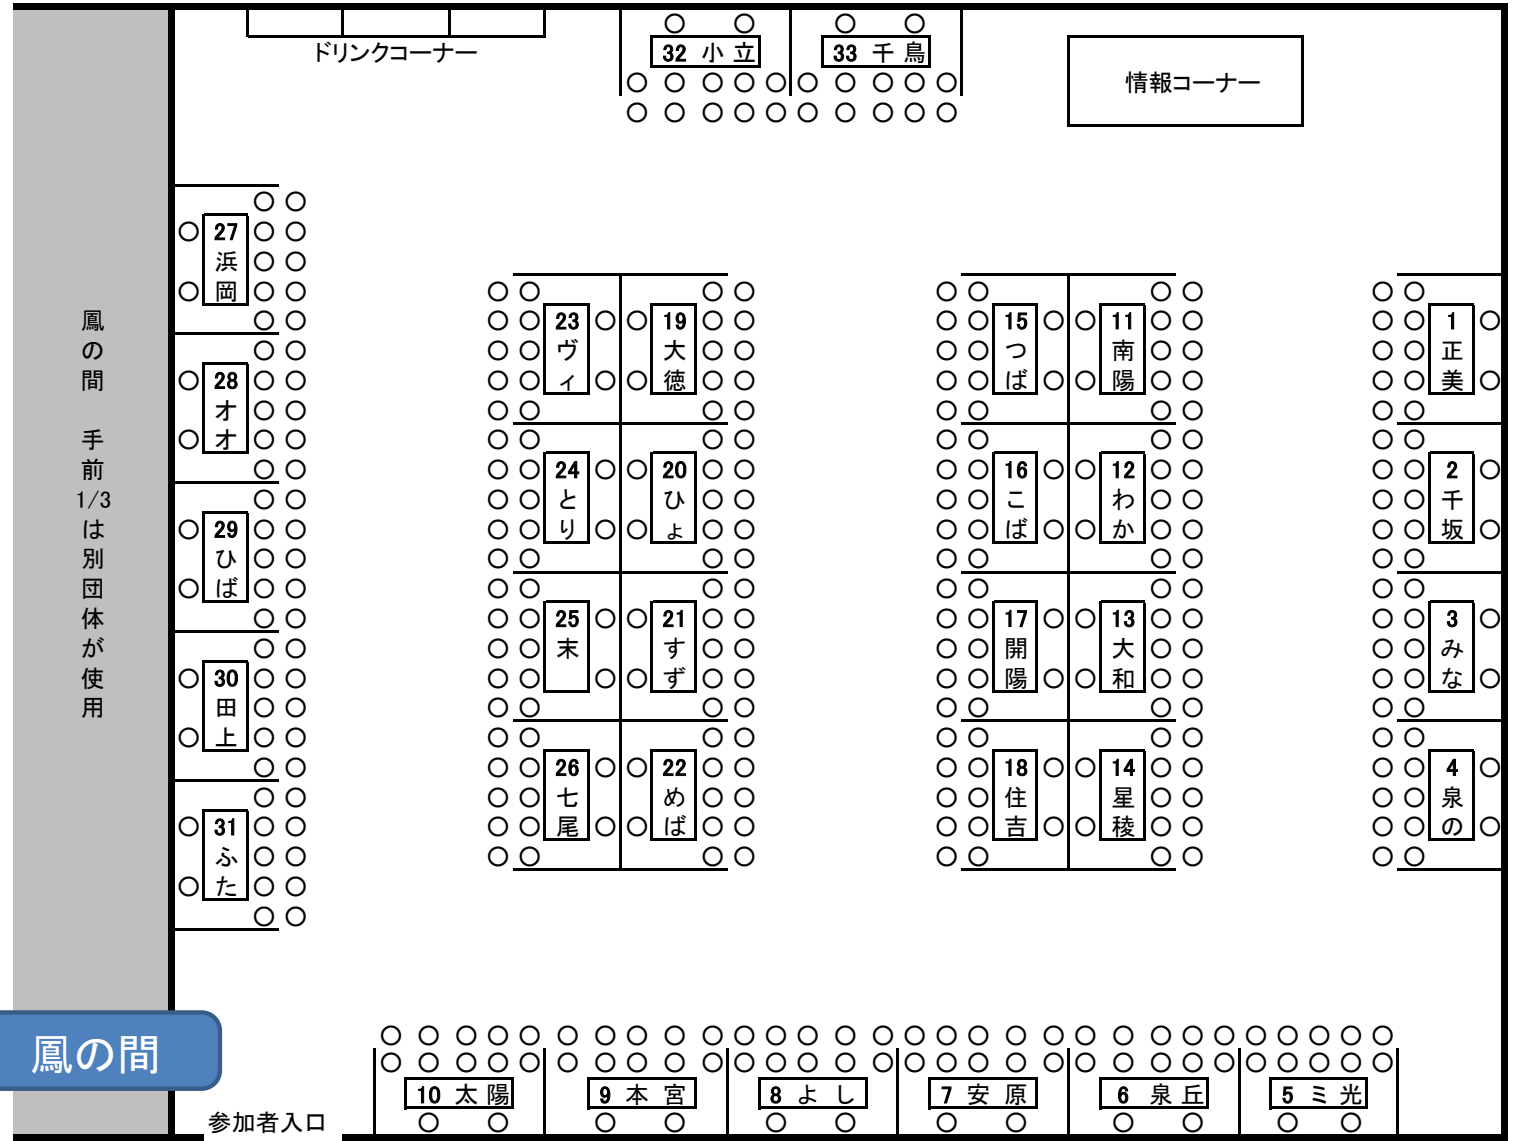 ドリンクコーナー
32 小立
33 千鳥
情報コーナー
鳳の間 手前1/3は別団体が使用
27 浜岡
28 オオ
29 ひば
30 田上
31 ふた
23 ヴィ
24 とり
25 末
26 七尾
19 大徳
20 ひょ
21 すず
22 めば
15 つば
16 こば
17 開陽
18 住吉
11 南陽
12 わか
13 大和
14 星稜
1 正美
2 千坂
3 みな
4 泉の
鳳の間
10 太陽
9 本宮
8 よし
7 安原
6 泉丘
5 ミ光
参加者入口